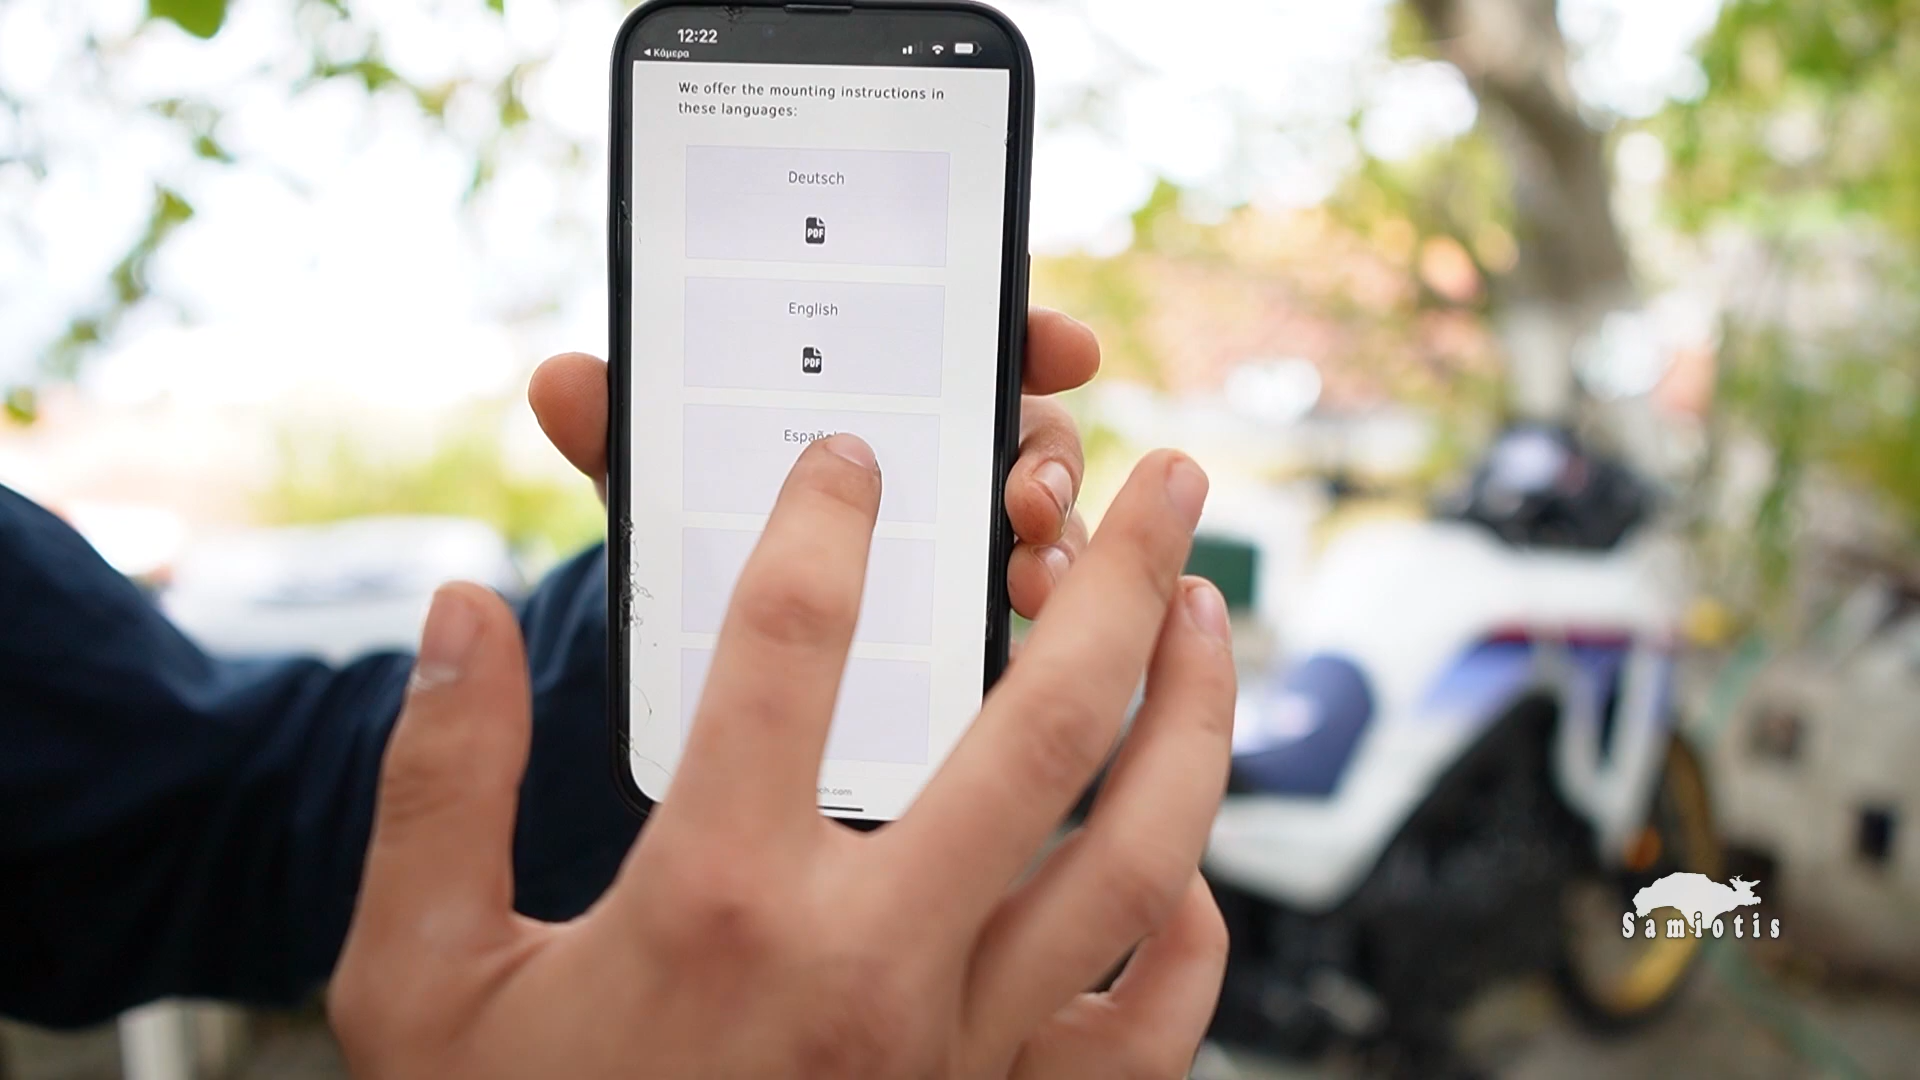 12:22
Κάμερα
We offer the mounting instructions in
these languages:
Deutsch
PDF
English
PDF
Samiotis